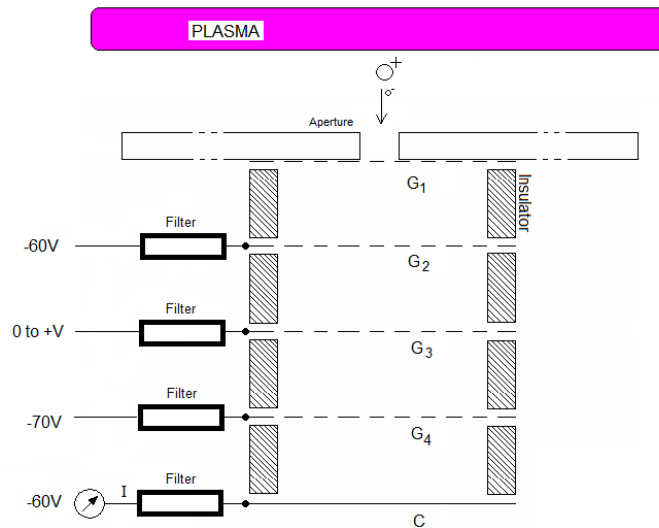 PLASMA
+
o-
Aperture
G1
Insulator
Filter
-60V
G2
Filter
0 to +V
G3
Filter
-70V
G4
Filter
-60V
I
C